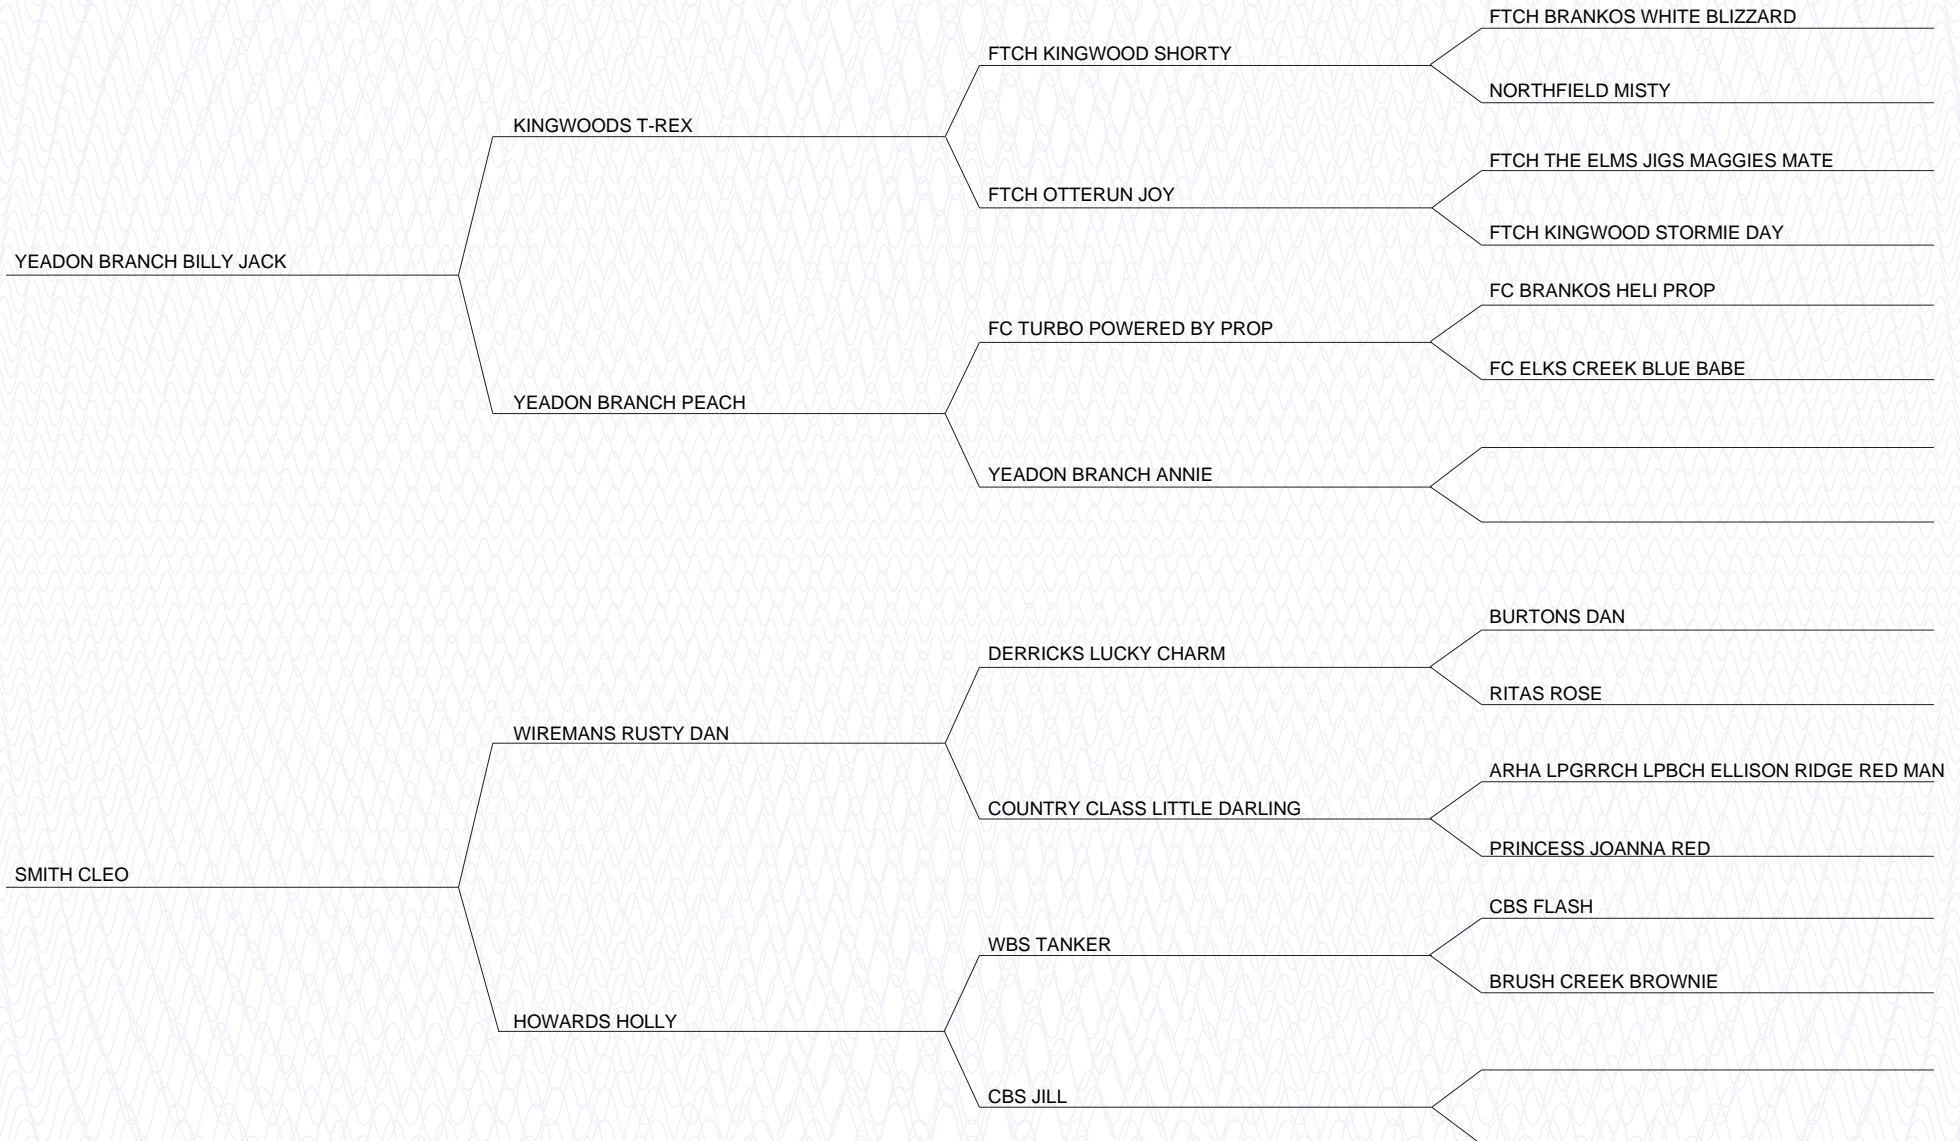 FTCH BRANKOS WHITE BLIZZARD
FTCH KINGWOOD SHORTY
NORTHFIELD MISTY
KINGWOODS T-REX
FTCH THE ELMS JIGS MAGGIES MATE
FTCH OTTERUN JOY
FTCH KINGWOOD STORMIE DAY
YEADON BRANCH BILLY JACK
FC BRANKOS HELI PROP
FC TURBO POWERED BY PROP
FC ELKS CREEK BLUE BABE
YEADON BRANCH PEACH
YEADON BRANCH ANNIE
BURTONS DAN
DERRICKS LUCKY CHARM
RITAS ROSE
WIREMANS RUSTY DAN
ARHA LPGRRCH LPBCH ELLISON RIDGE RED MAN
COUNTRY CLASS LITTLE DARLING
PRINCESS JOANNA RED
SMITH CLEO
CBS FLASH
WBS TANKER
BRUSH CREEK BROWNIE
HOWARDS HOLLY
CBS JILL